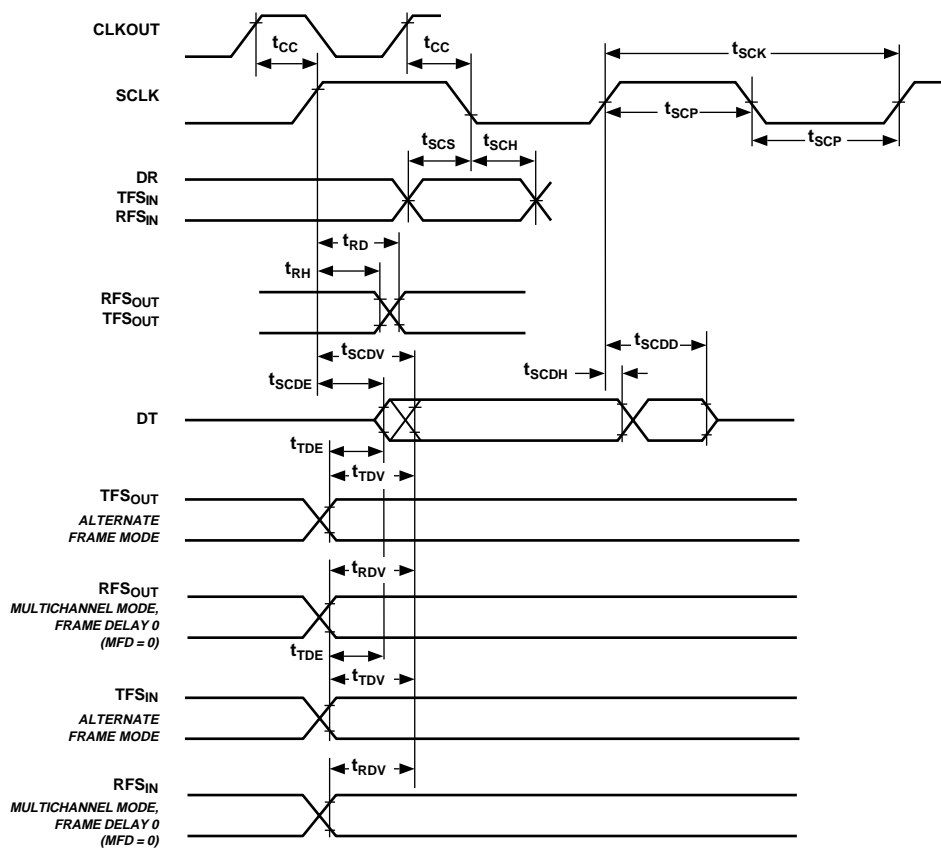 CLKOUT
tCC
tCC
tSCK
SCLK
tSCP
tSCP
tSCS
tSCH
DR
TFSIN
RFSIN
tRD
tRH
RFSOUT
TFSOUT
tSCDV
tSCDD
tSCDE
tSCDH
DT
tTDE
tTDV
TFSOUT
ALTERNATE
FRAME MODE
tRDV
RFSOUT
MULTICHANNEL MODE,
FRAME DELAY 0
(MFD = 0)
tTDE
tTDV
TFSIN
ALTERNATE
FRAME MODE
tRDV
RFSIN
MULTICHANNEL MODE,
FRAME DELAY 0
(MFD = 0)